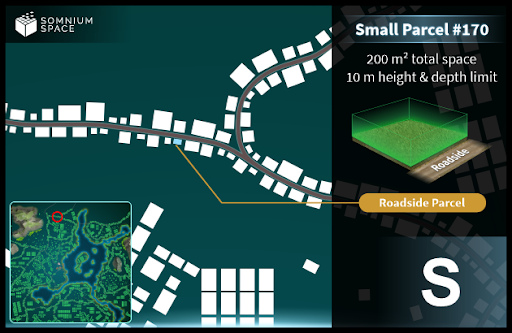 SOMNIUM
SPACE
Small Parcel #170
200 m² total space
10 m height & depth limit
Roadside
Roadside Parcel
S